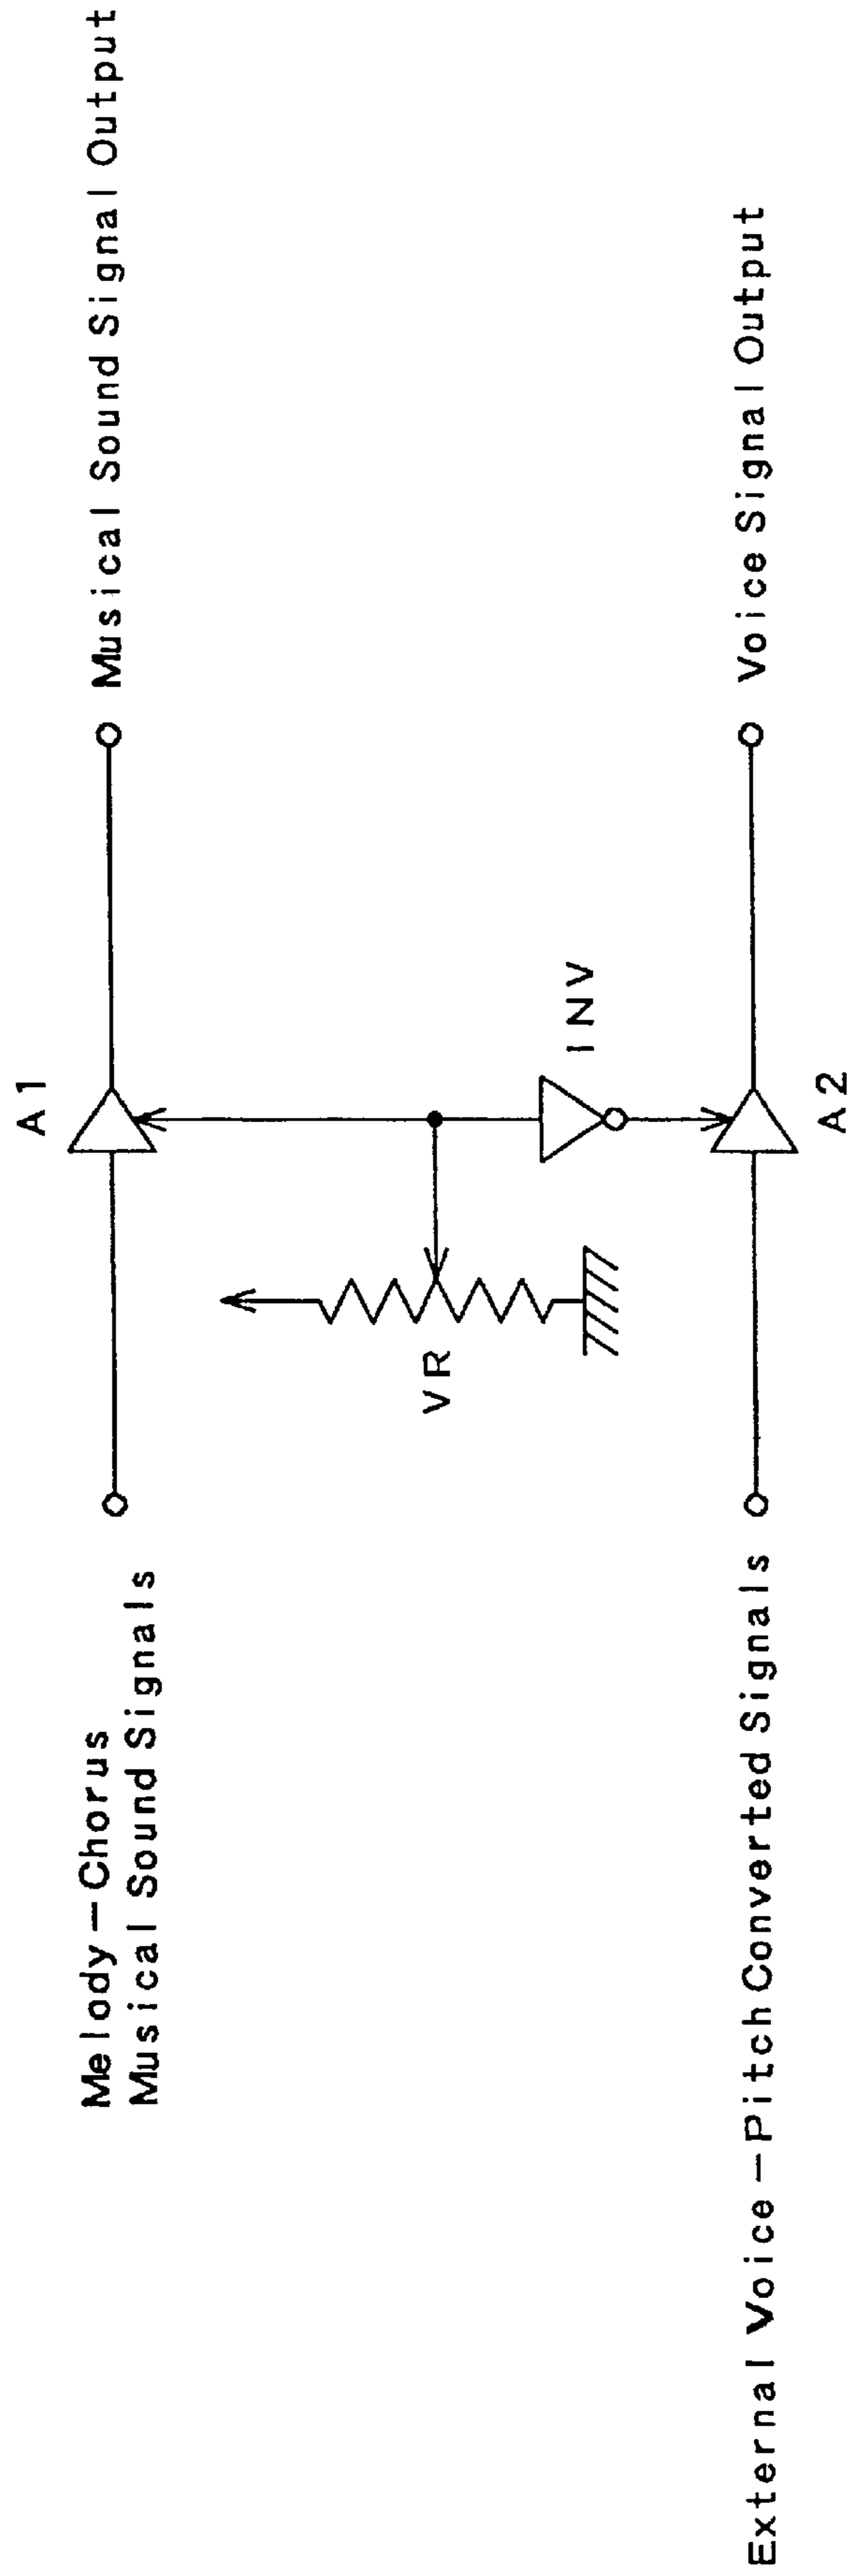 A1
Melody—Chorus
Musical Sound Signals
Musical Sound Signal Output
VR
INV
External Voice—Pitch Converted Signals
Voice Signal Output
A2